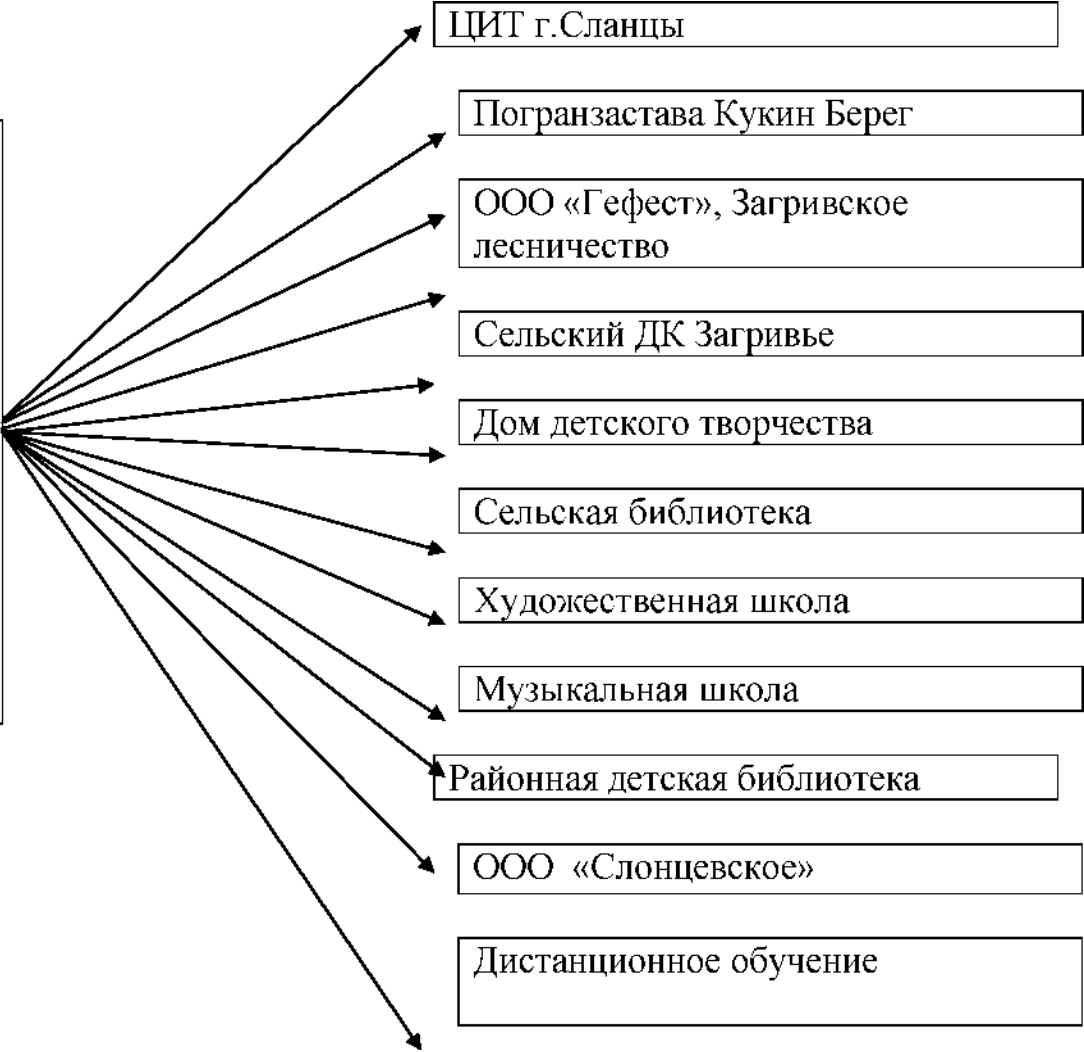 ЦИТ г.Сланцы
Погранзастава Кукин Берег
ООО «Гефест», Загривское
лесничество
Сельский ДК Загривье
Дом детского творчества
Сельская библиотека
Художественная школа
Музыкальная школа
Районная детская библиотека
ООО «Слонцевское»
Дистанционное обучение